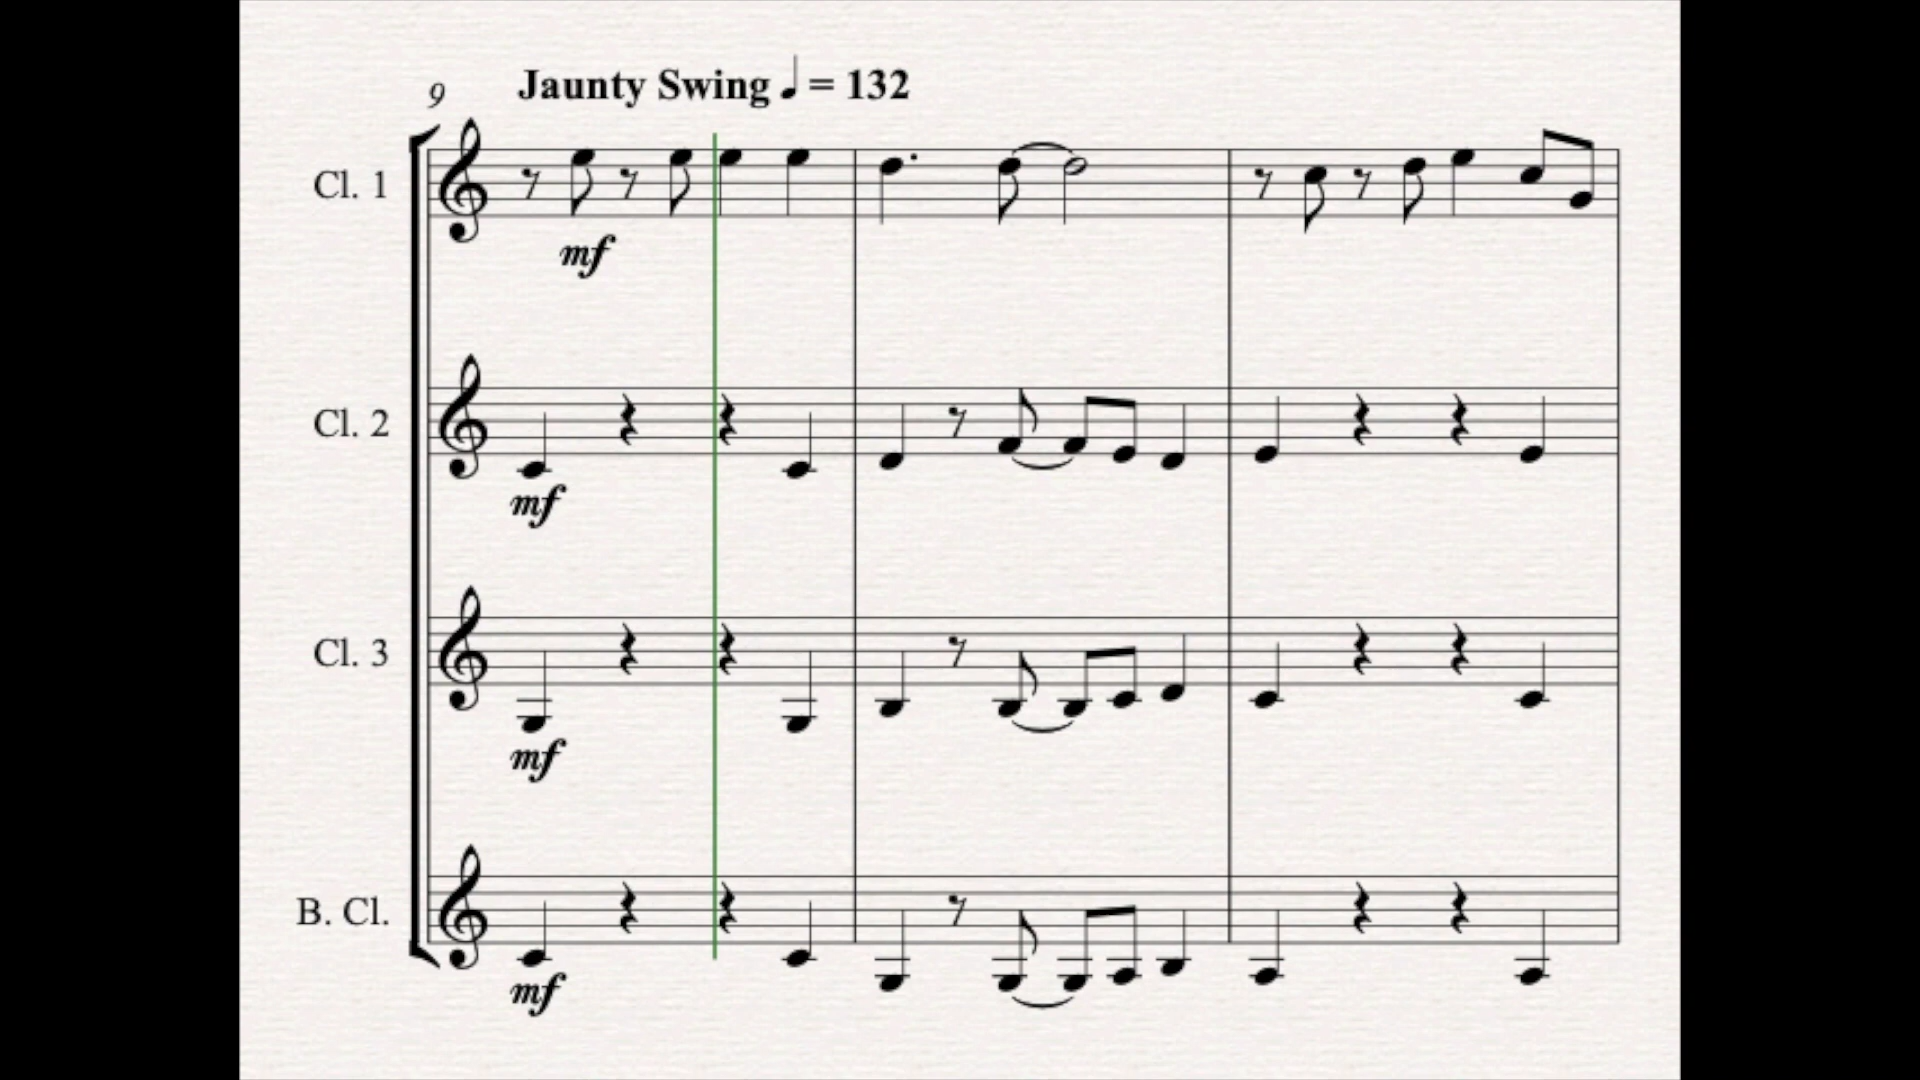 Jaunty Swing ♩ = 132
9
Cl. 1
mf
Cl. 2
mf
Cl. 3
mf
B. Cl.
mf